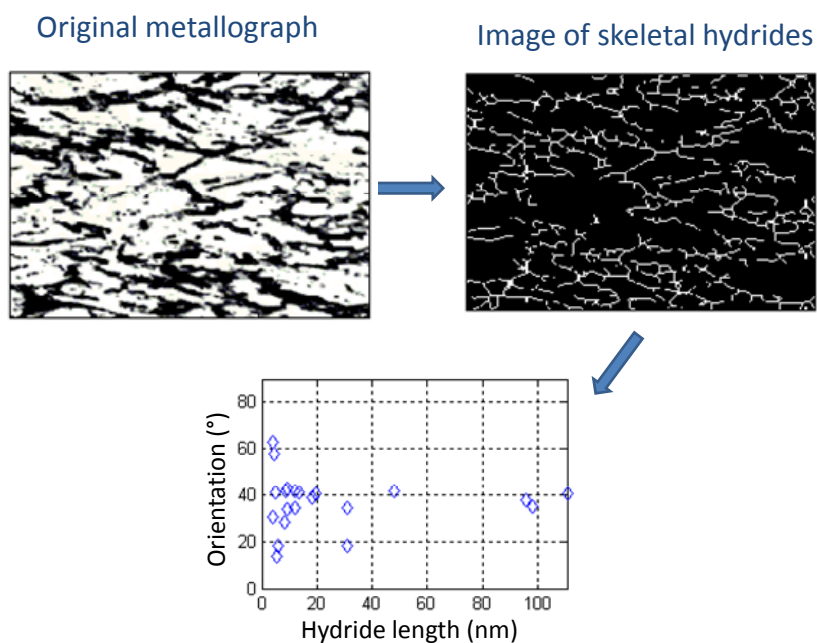 Original metallograph
Image of skeletal hydrides
80
60
40
20
0
0 20 40 60 80 100
Orientation (°)
Hydride length (nm)